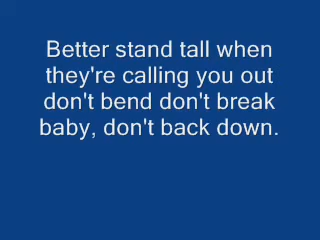 Better stand tall when
they're calling you out
don't bend don't break
baby, don't back down.